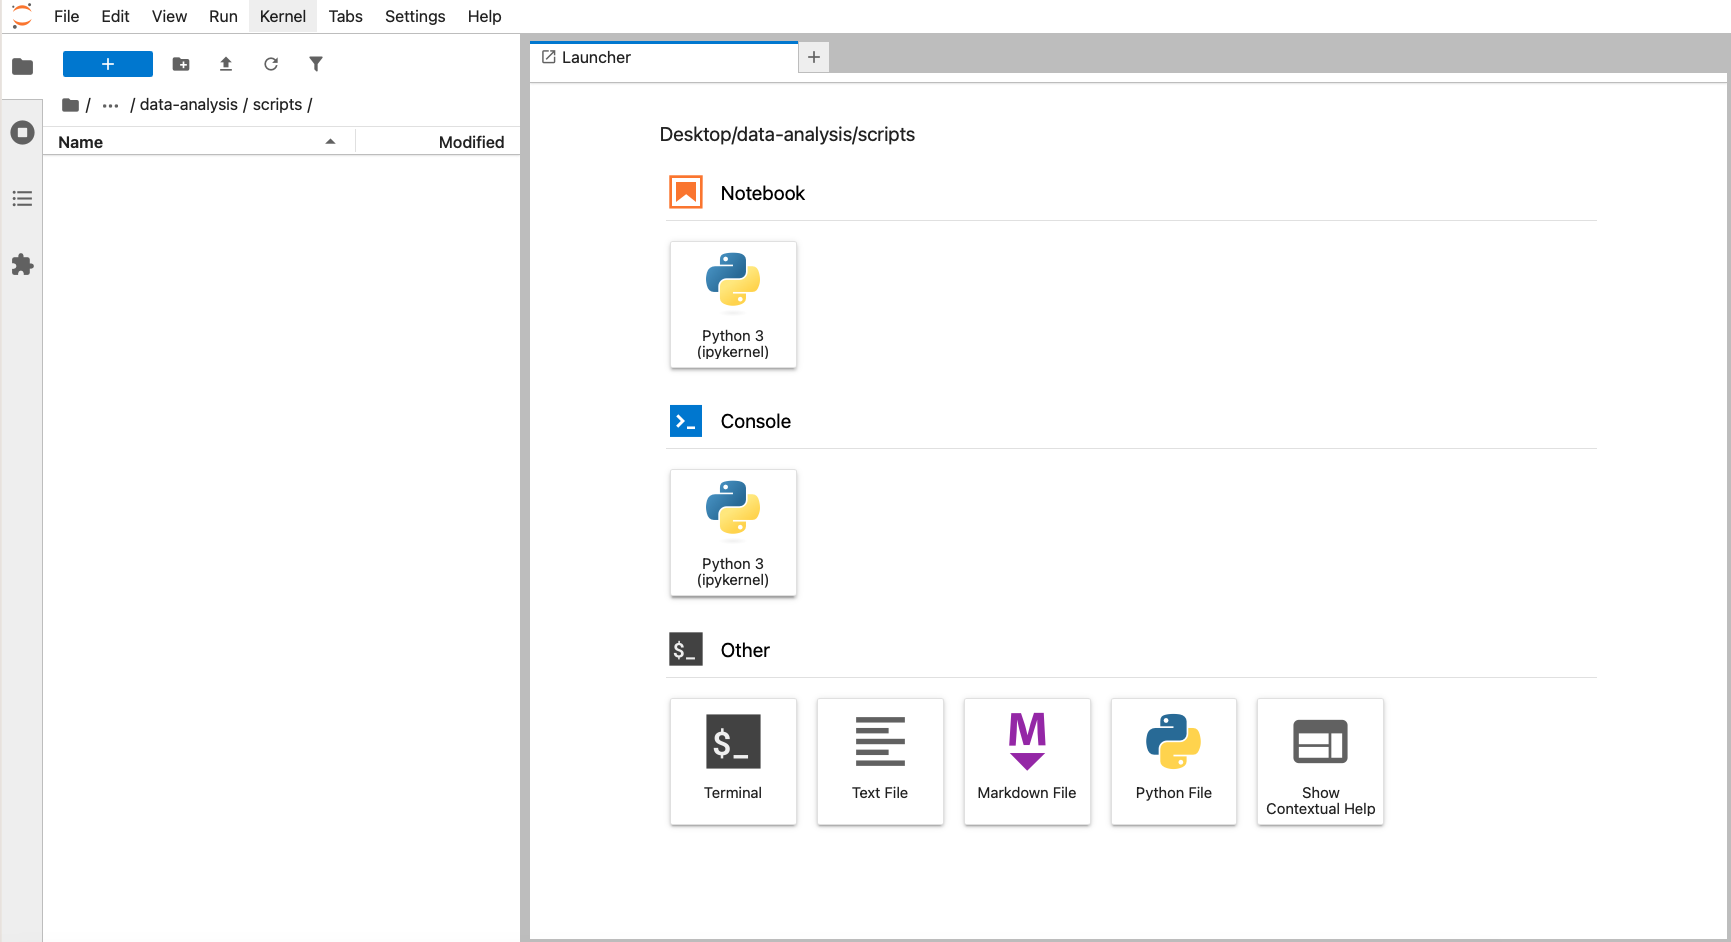 File Edit View Run Kernel Tabs Settings Help
+
/ ... / data-analysis / scripts /
Name Modified
Launcher +
Desktop/data-analysis/scripts
Notebook
Python 3
(ipykernel)
>_ Console
Python 3
(ipykernel)
$_ Other
$_
Terminal
Text File
M
Markdown File
Python File
Show
Contextual Help